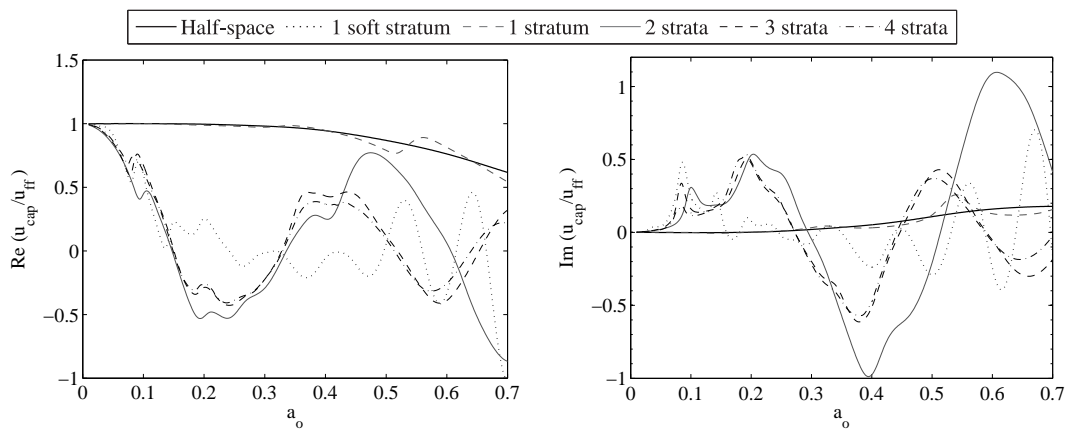 Half-space 1 soft stratum 1 stratum 2 strata 3 strata 4 strata
1.5
1
0.5
0
−0.5
−1
0 0.1 0.2 0.3 0.4 0.5 0.6 0.7
a_o
Re (u_cap/u_ff)
1
0.5
0
−0.5
−1
0 0.1 0.2 0.3 0.4 0.5 0.6 0.7
a_o
Im (u_cap/u_ff)